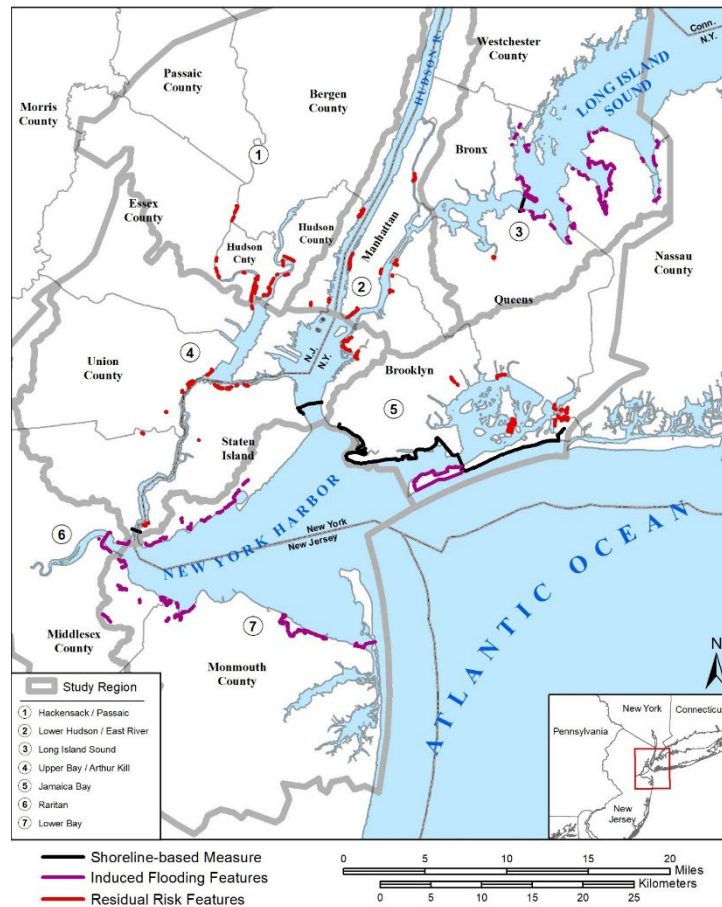 Conn.
N.Y.
Westchester
County
Passaic
County
HUDSON R.
LONG ISLAND
SOUND
Bergen
County
Morris
County
Bronx
1
Essex
County
Hudson
County
Hudson
Cnty
Manhattan
3
Nassau
County
2
Queens
4
N.J.
N.Y.
Union
County
Brooklyn
5
Staten
Island
NEW YORK HARBOR
New York
New Jersey
6
ATLANTIC OCEAN
7
Middlesex
County
Monmouth
County
N
Study Region
1 Hackensack / Passaic
2 Lower Hudson / East River
3 Long Island Sound
4 Upper Bay / Arthur Kill
5 Jamaica Bay
6 Raritan
7 Lower Bay
New York
Connecticut
Pennsylvania
New
Jersey
Shoreline-based Measure
Induced Flooding Features
Residual Risk Features
0 5 10 15 20
Miles
Kilometers
0 5 10 15 20 25